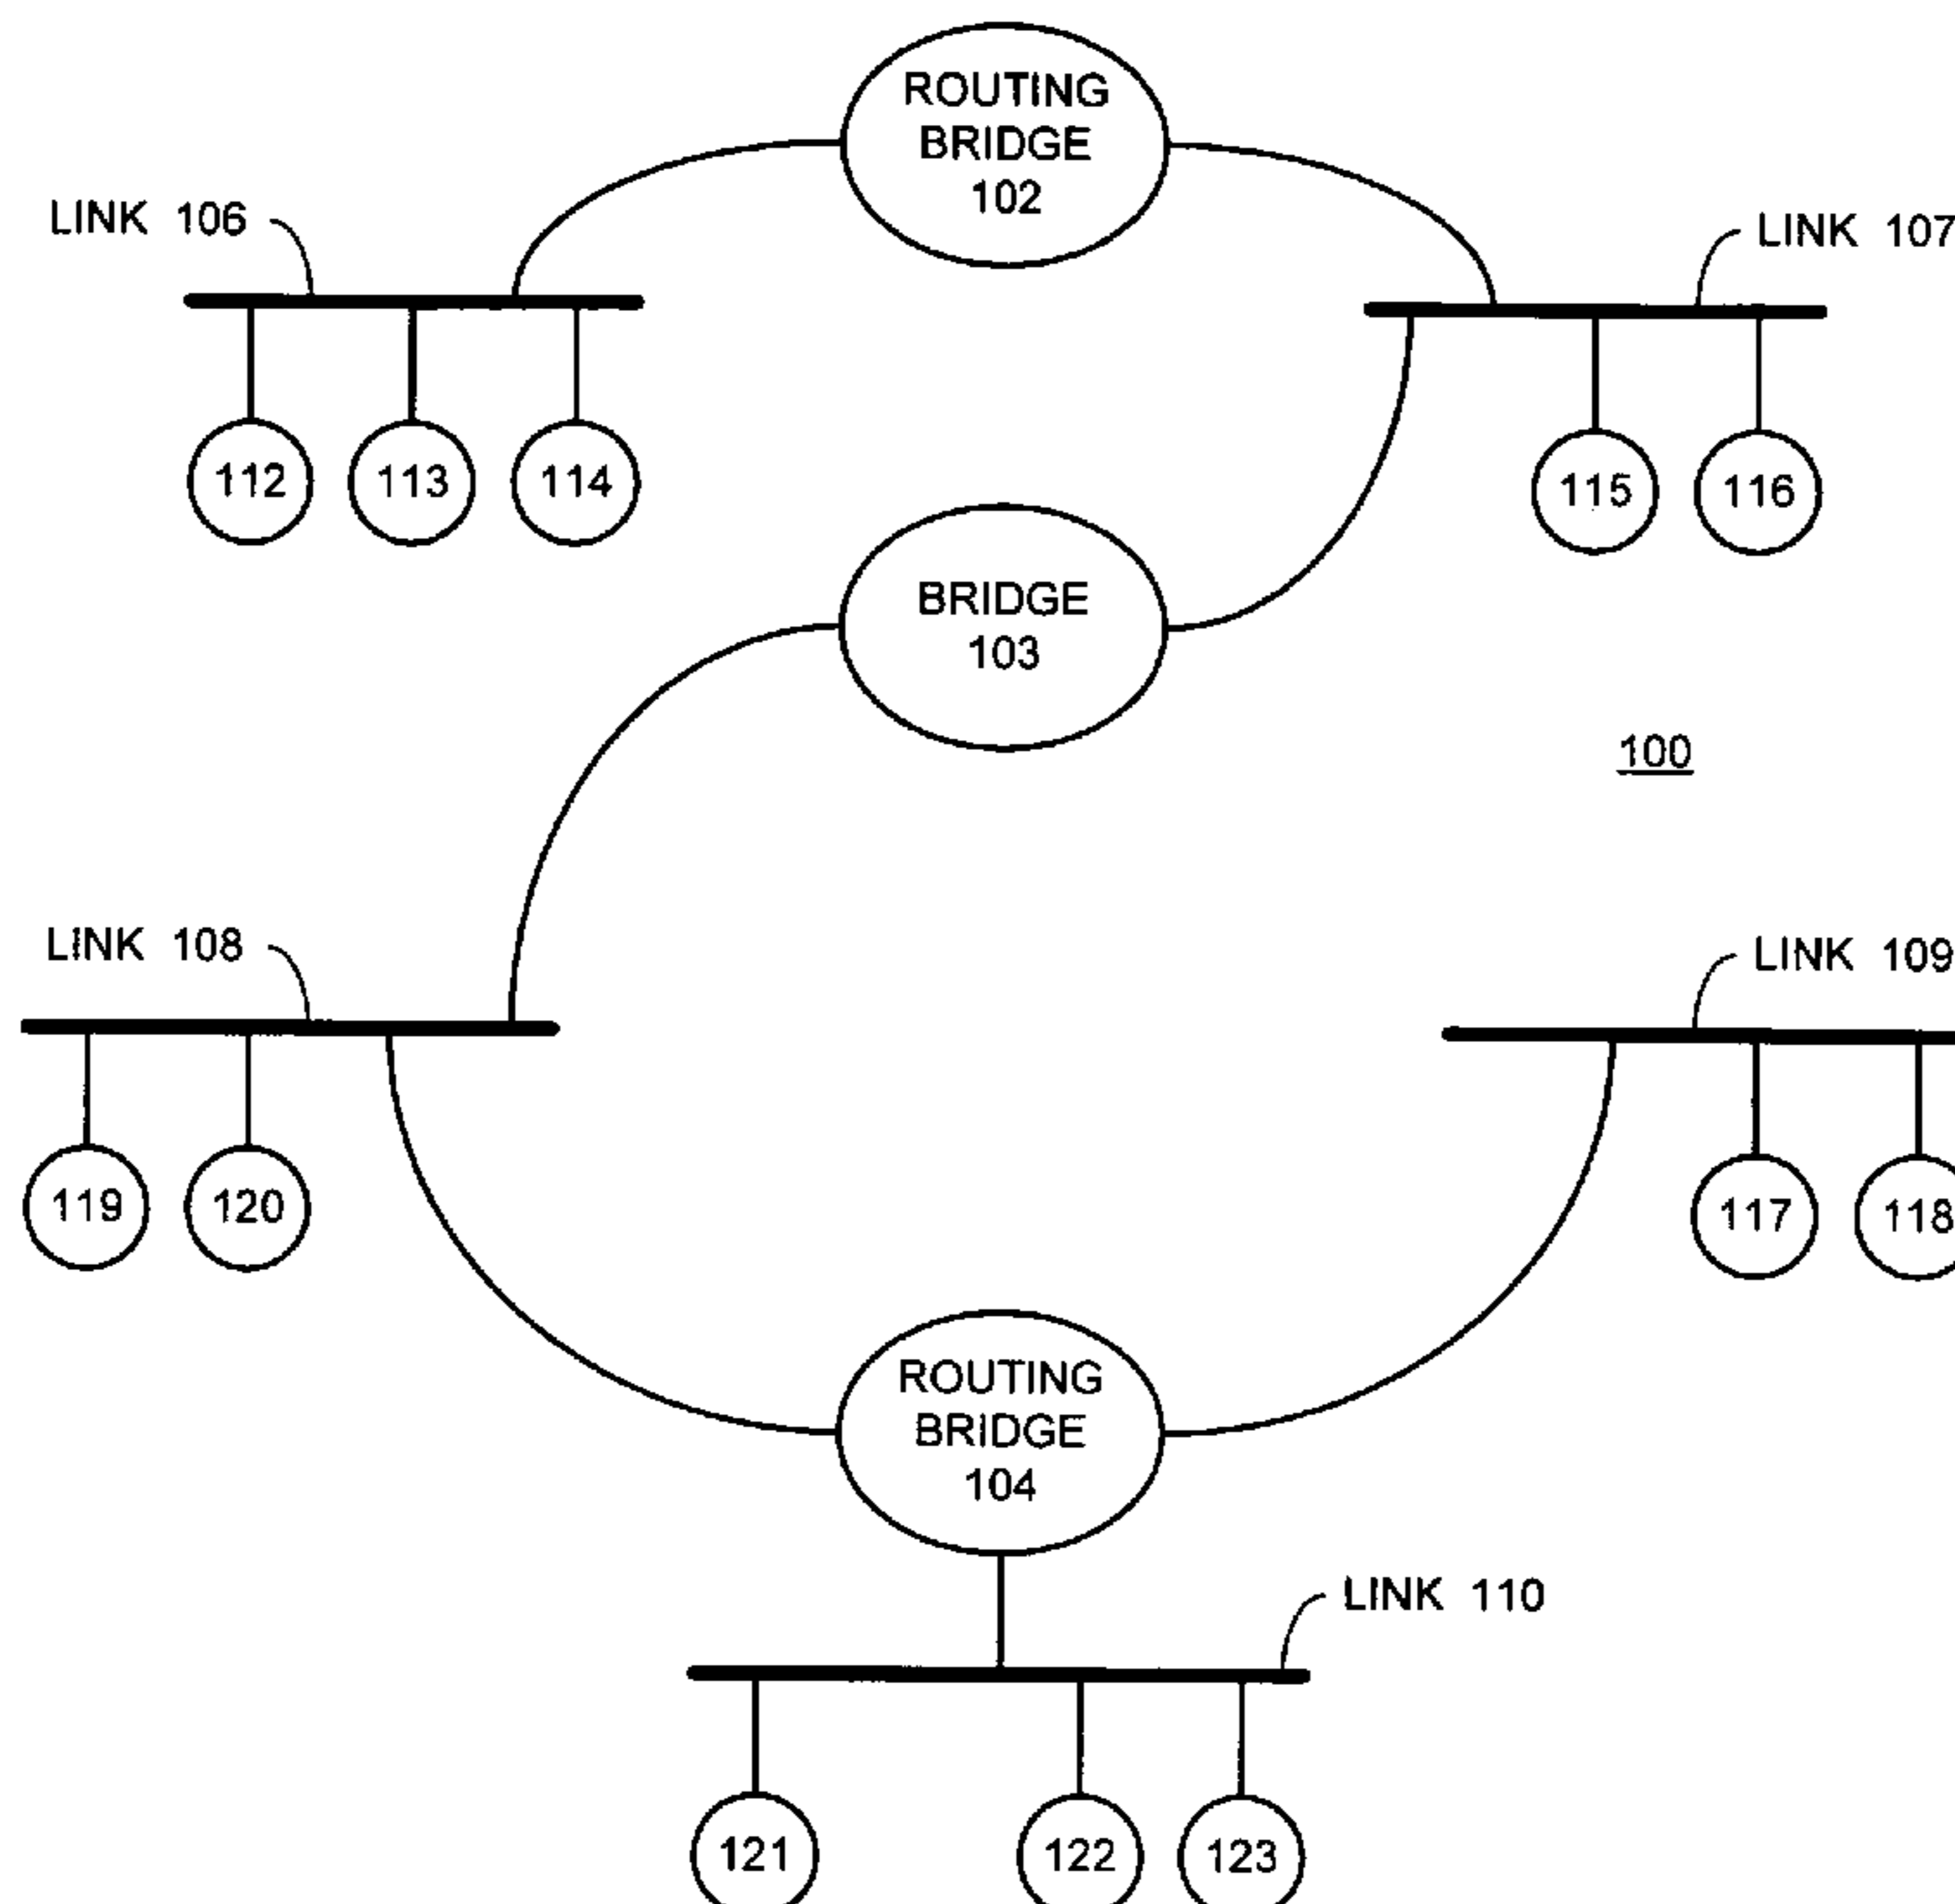 ROUTING
BRIDGE
102
LINK 106
LINK 107
112
113
114
115
116
BRIDGE
103
100
LINK 108
LINK 109
119
120
117
118
ROUTING
BRIDGE
104
LINK 110
121
122
123